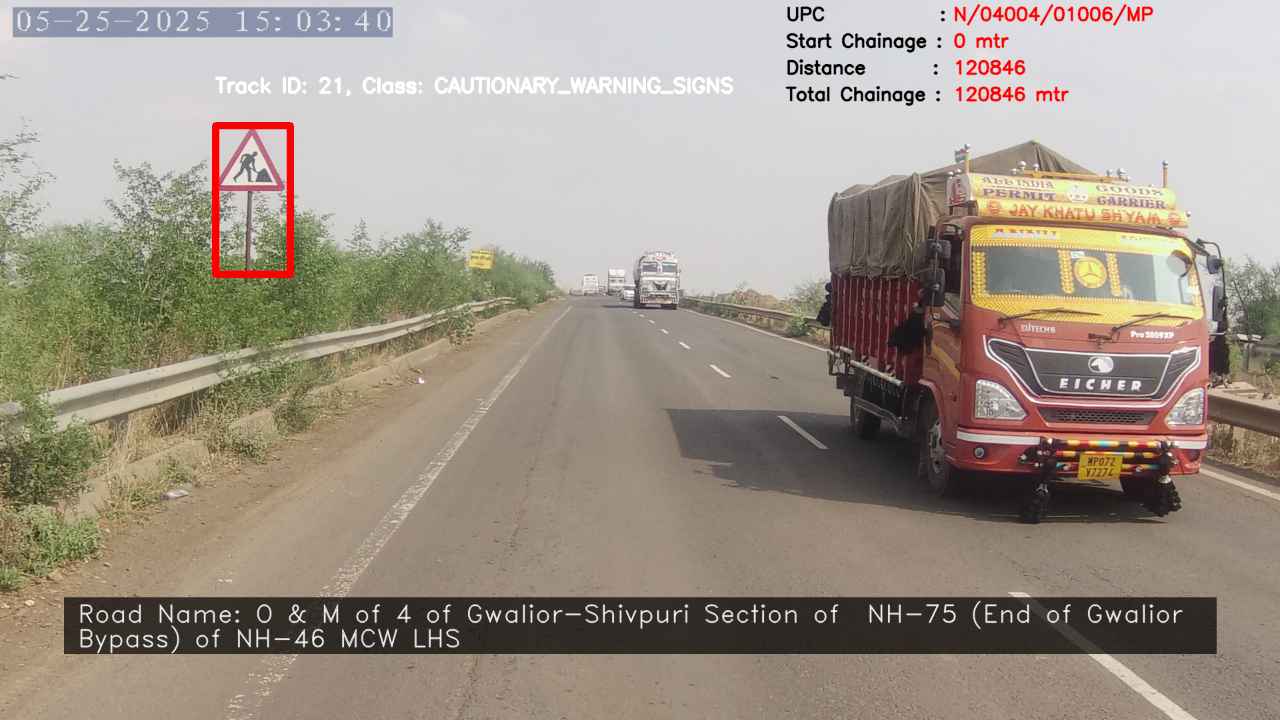 05-25-2025 15:03:40
UPC : N/04004/01006/MP
Start Chainage : 0 mtr
Distance : 120846
Total Chainage : 120846 mtr
Track ID: 21, Class: CAUTIONARY_WARNING_SIGNS
ALL INDIA GOODS
PERMIT CARRIER
JAY KHATU SHYAM
EICHER
Pro
MP07Z
Road Name: O & M of 4 of Gwalior-Shivpuri Section of NH-75 (End of Gwalior
Bypass) of NH-46 MCW LHS